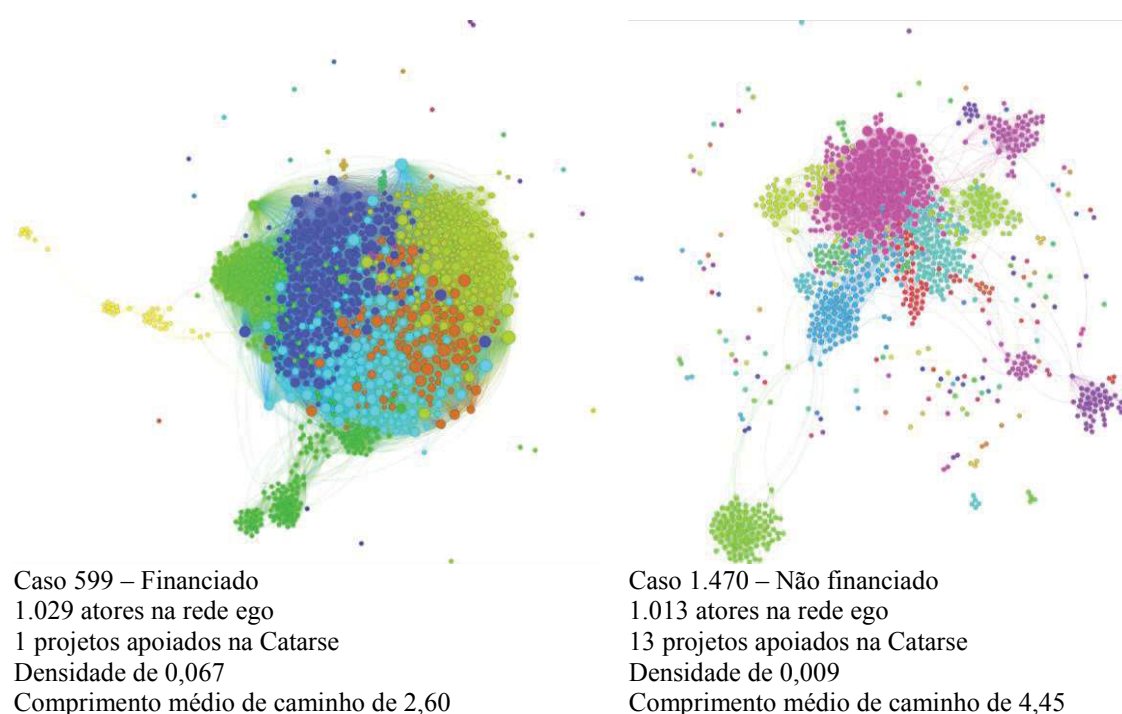 Caso 599 – Financiado
1.029 atores na rede ego
1 projetos apoiados na Catarse
Densidade de 0,067
Comprimento médio de caminho de 2,60
Caso 1.470 – Não financiado
1.013 atores na rede ego
13 projetos apoiados na Catarse
Densidade de 0,009
Comprimento médio de caminho de 4,45